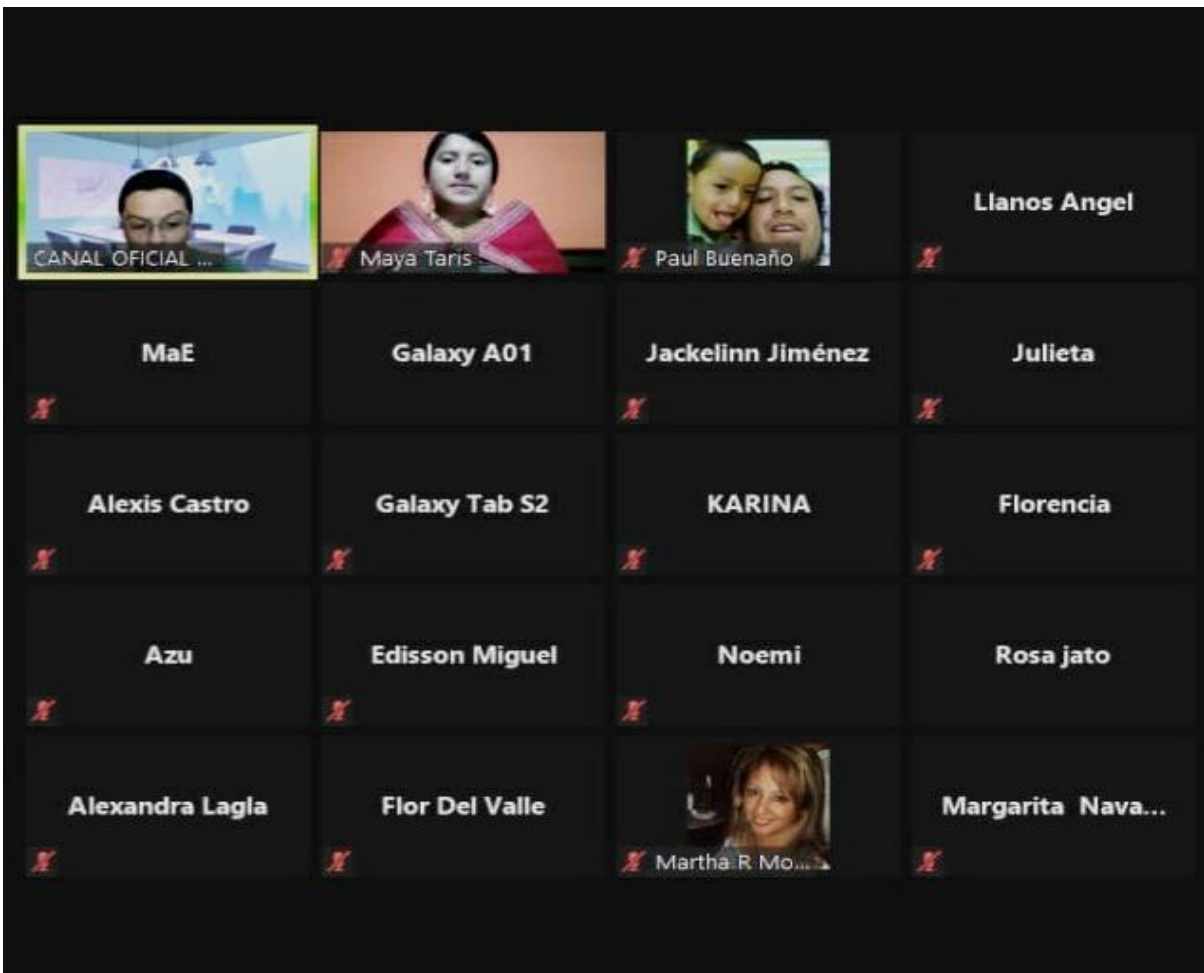 CANAL OFICIAL ...
Maya Taris
Paul Buenaño
Llanos Angel
MaE
Galaxy A01
Jackelinn Jiménez
Julieta
Alexis Castro
Galaxy Tab S2
KARINA
Florencia
Azu
Edisson Miguel
Noemi
Rosa jato
Alexandra Lagla
Flor Del Valle
Martha R Mo...
Margarita Nava...